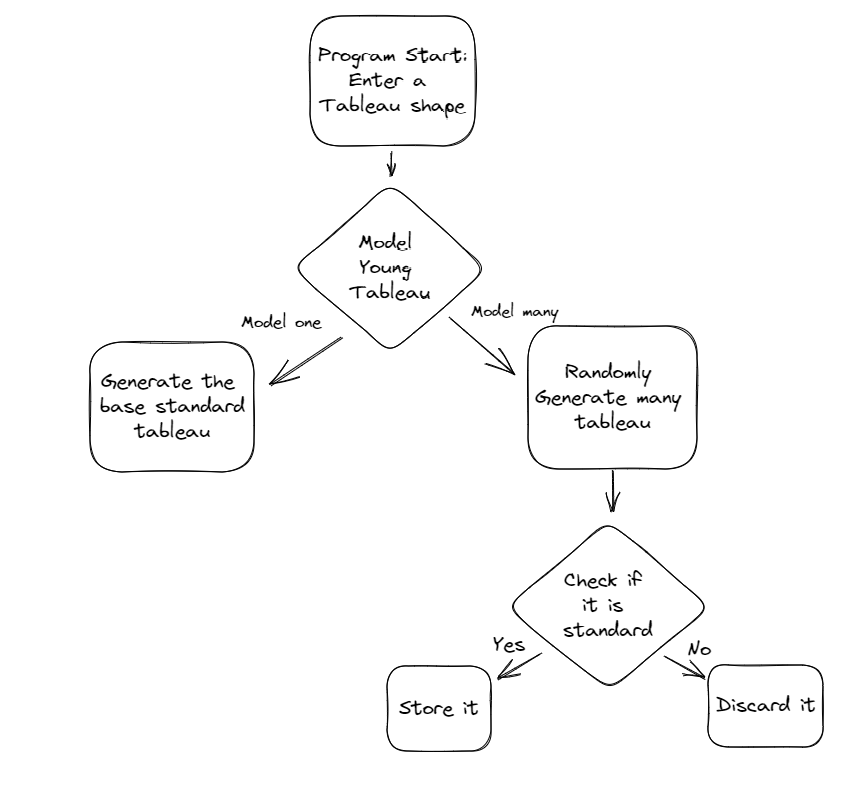 Program Start:
Enter a
Tableau shape
Model
Young
Tableau
Model one
Model many
Generate the
base standard
tableau
Randomly
Generate many
tableau
Check if
it is
standard
Yes
No
Store it
Discard it